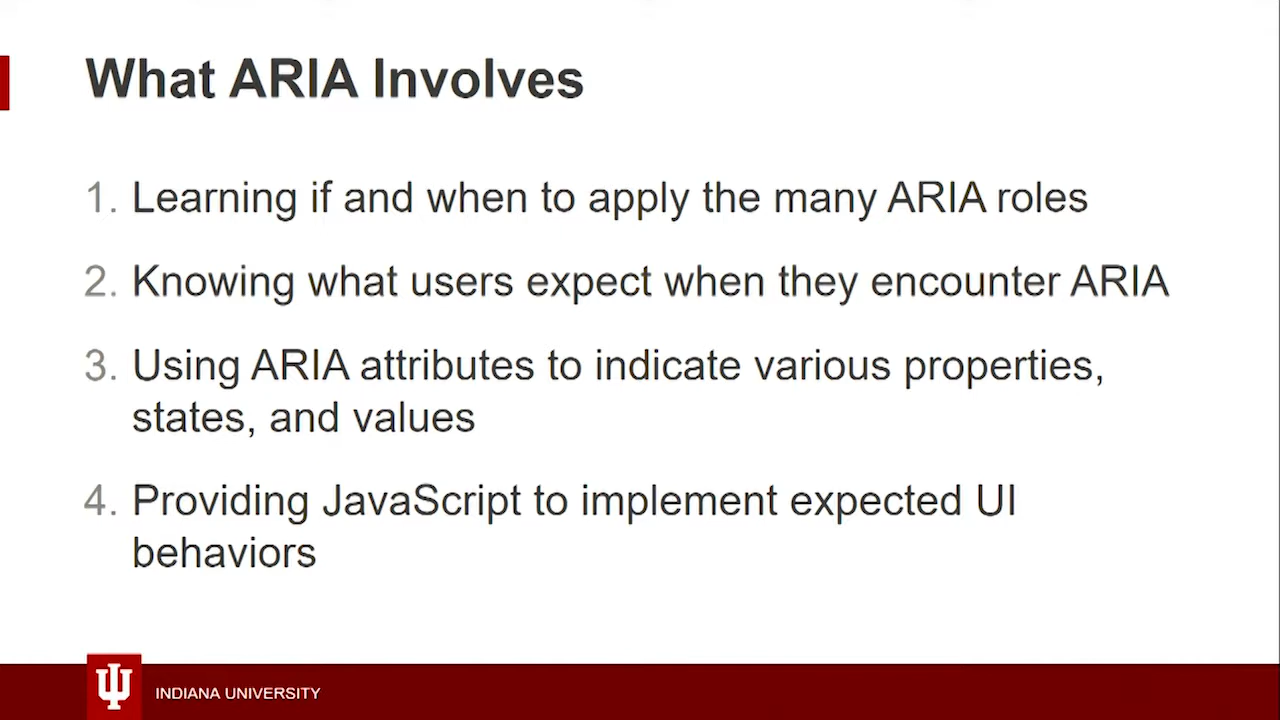 What ARIA Involves
1. Learning if and when to apply the many ARIA roles
2. Knowing what users expect when they encounter ARIA
3. Using ARIA attributes to indicate various properties,
states, and values
4. Providing JavaScript to implement expected UI
behaviors
INDIANA UNIVERSITY